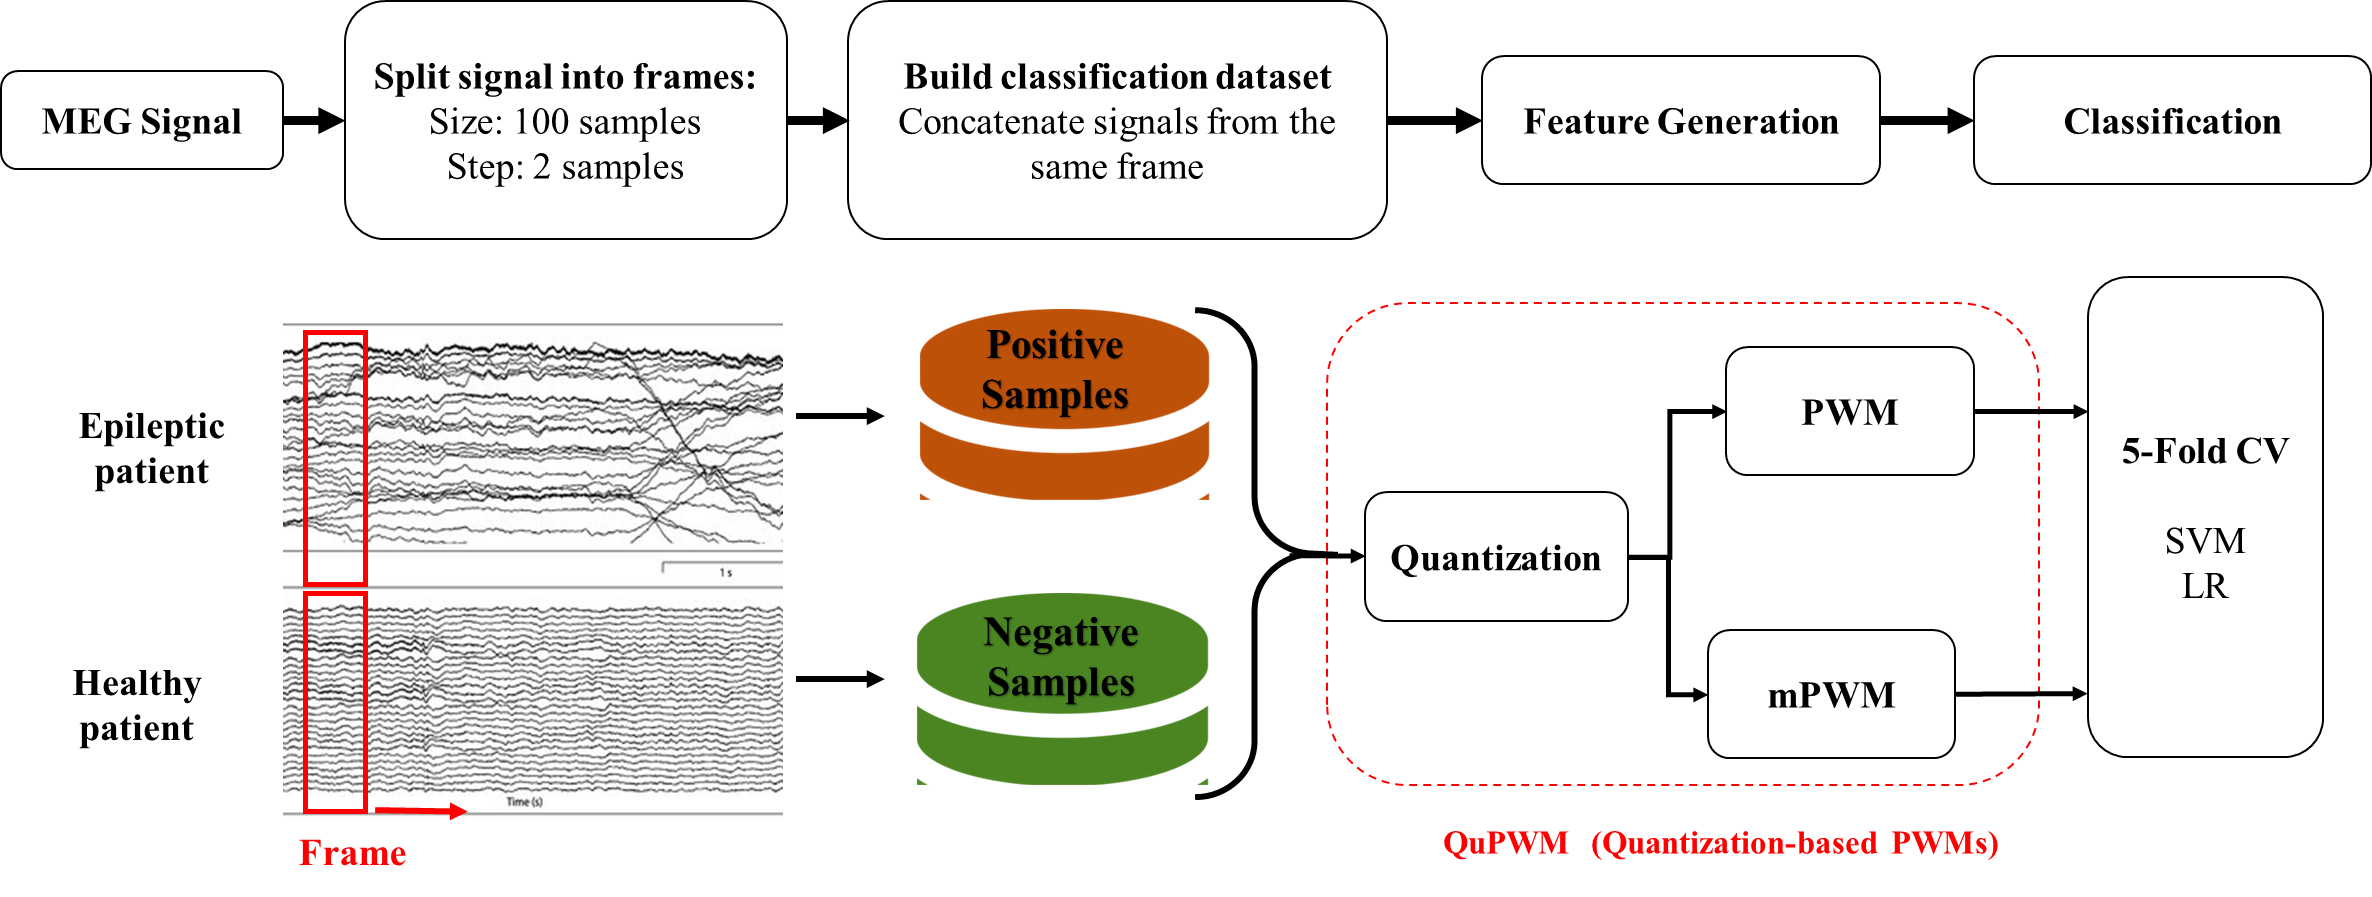 MEG Signal
Split signal into frames:
Size: 100 samples
Step: 2 samples
Build classification dataset
Concatenate signals from the
same frame
Feature Generation
Classification
Epileptic
patient
1 s
Healthy
patient
Time (s)
Frame
Positive
Samples
Negative
Samples
Quantization
PWM
mPWM
QuPWM (Quantization-based PWMs)
5-Fold CV
SVM
LR